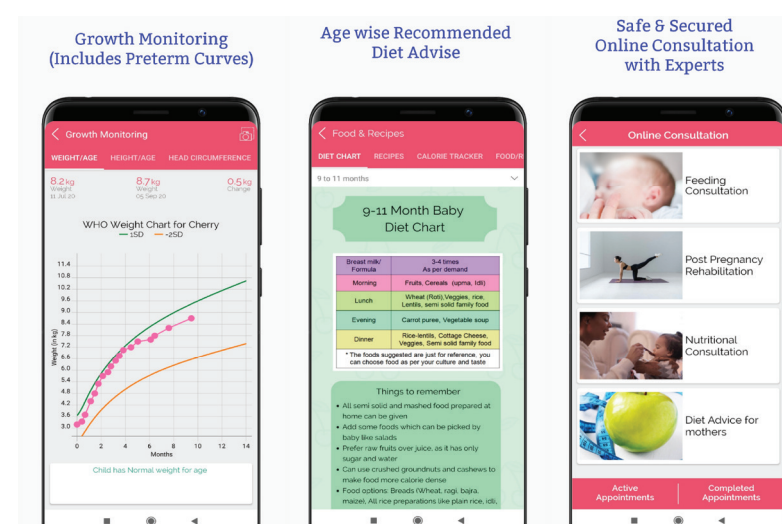 Growth Monitoring
(Includes Preterm Curves)
Growth Monitoring
WEIGHT/AGE HEIGHT/AGE HEAD CIRCUMFERENCE
8.2 kg 8.7 kg 0.5 kg
Weight Weight Change
11 Jul 20 05 Sep 20
WHO Weight Chart for Cherry
1SD -2SD
11.4
10.8
10.2
9.6
9.0
8.4
7.8
7.2
6.6
6.0
5.4
4.8
4.2
3.6
3.0
Weight (in kg)
0 2 4 6 8 10 12 14
Months
Child has Normal weight for age
Age wise Recommended
Diet Advise
Food & Recipes
DIET CHART RECIPES CALORIE TRACKER FOOD/R
9 to 11 months
9-11 Month Baby
Diet Chart
Breast milk/ 3-4 times
Formula As per demand
Morning Fruits, Cereals (upma, Idli)
Lunch Wheat (Roti),Veggies, rice,
Lentils, semi solid family food
Evening Carrot puree, Vegetable soup
Dinner Rice-lentils, Cottage Cheese,
Veggies, Semi solid family food
* The foods suggested are just for reference, you
can choose food as per your culture and taste
Things to remember
• All semi solid and mashed food prepared at
home can be given
• Add some foods which can be picked by
baby like salads
• Prefer raw fruits over juice, as it has only
sugar and water
• Can use crushed groundnuts and cashews to
make food more calorie dense
• Food options: Breads (Wheat, ragi, bajra,
maize), All rice preparations like plain rice, idli,
Safe & Secured
Online Consultation
with Experts
Online Consultation
Feeding
Consultation
Post Pregnancy
Rehabilitation
Nutritional
Consultation
Diet Advice for
mothers
Active Completed
Appointments Appointments